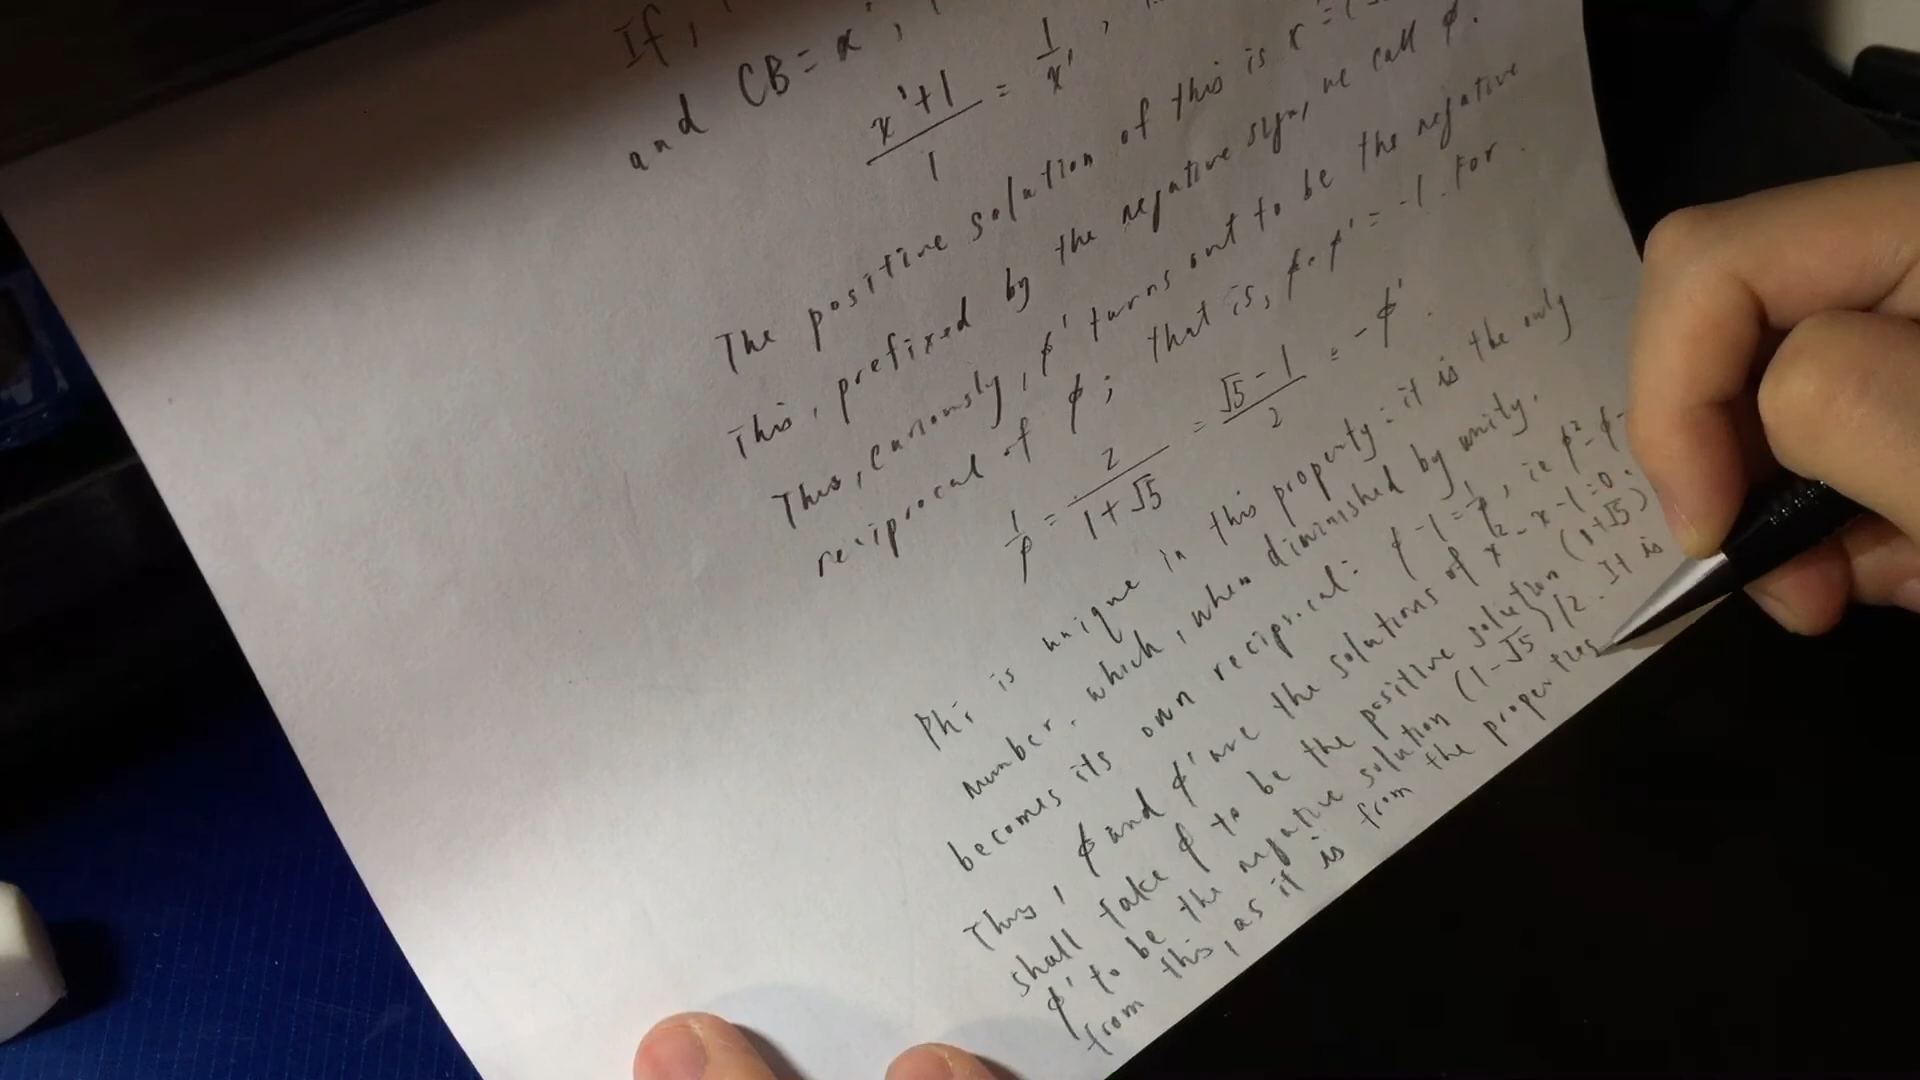 If,
and CB = x',
x'+1 / 1 = 1 / x',
The positive solution of this is x' = (
This, prefixed by the negative sign, we call ϕ'.
This, curiously, ϕ' turns out to be the negative
reciprocal of ϕ; that is, ϕ.ϕ' = -1. For
1/ϕ = 2 / 1+√5 = √5-1 / 2 = -ϕ'.
Phi is unique in this property: it is the only
number, which, when diminished by unity,
becomes its own reciprocal: ϕ-1 = 1/ϕ, ie ϕ²-ϕ-
Thus, ϕ and ϕ' are the solutions of x²-x-1=0.
shall take ϕ to be the positive solution (1+√5)
ϕ' to be the negative solution (1-√5)/2. It is
from this, as it is from the properties